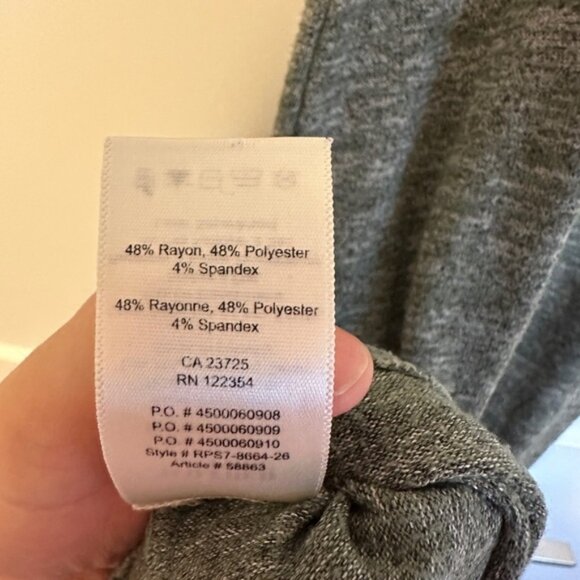 48% Rayon, 48% Polyester
4% Spandex
48% Rayonne, 48% Polyester
4% Spandex
CA 23725
RN 122354
P.O. # 4500060908
P.O. # 4500060909
P.O. # 4500060910
Style # RPS7-8664-26
Article # 58863